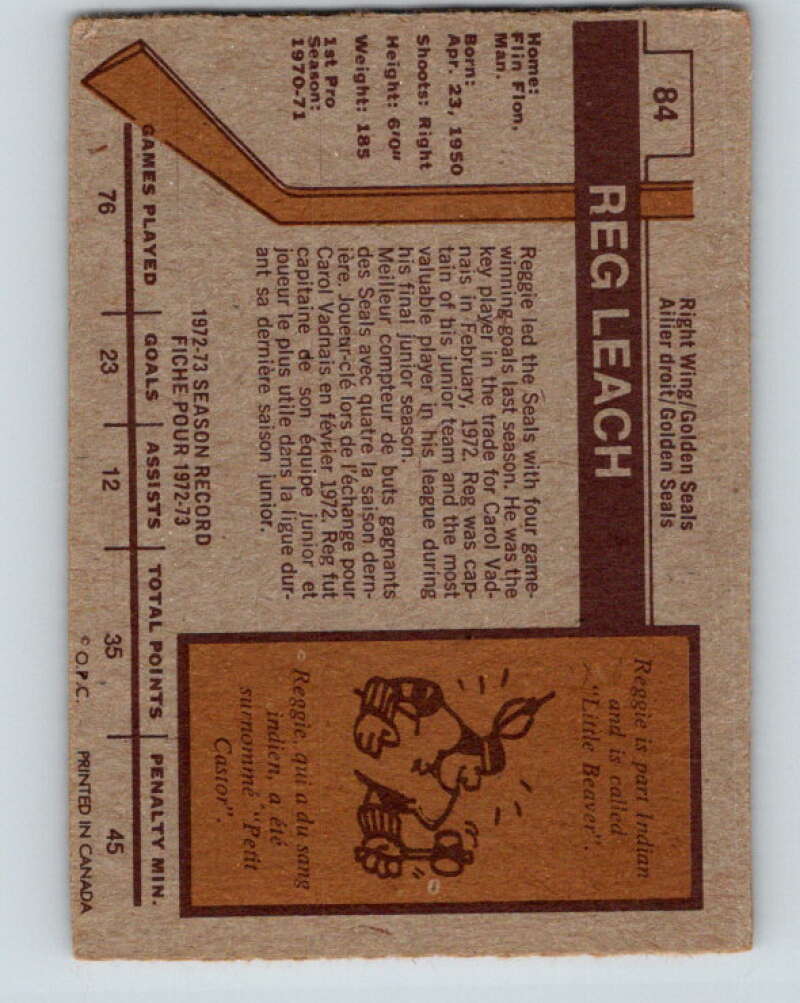 84
Right Wing/Golden Seals
Ailier droit/Golden Seals
REG LEACH
Home:
Flin Flon,
Man.
Born:
Apr. 23, 1950
Shoots: Right
Height: 6'0"
Weight: 185
1st Pro
Season:
1970-71
Reggie led the Seals with four game-
winning-goals last season. He was the
key player in the trade for Carol Vad-
nais in February, 1972. Reg was cap-
tain of his junior team and the most
valuable player in his league during
his final junior season.
Meilleur compteur de buts gagnants
des Seals avec quatre la saison dern-
ière. Joueur-clé lors de l'échange pour
Carol Vadnais en février 1972. Reg fut
capitaine de son équipe junior et
joueur le plus utile dans la ligue dur-
ant sa dernière saison junior.
Reggie is part Indian
and is called
"Little Beaver".
Reggie, qui a du sang
indien, a été
surnommé "Petit
Castor".
1972-73 SEASON RECORD
FICHE POUR 1972-73
GAMES PLAYED GOALS ASSISTS TOTAL POINTS PENALTY MIN.
76 23 12 35 45
© O.P.C. PRINTED IN CANADA